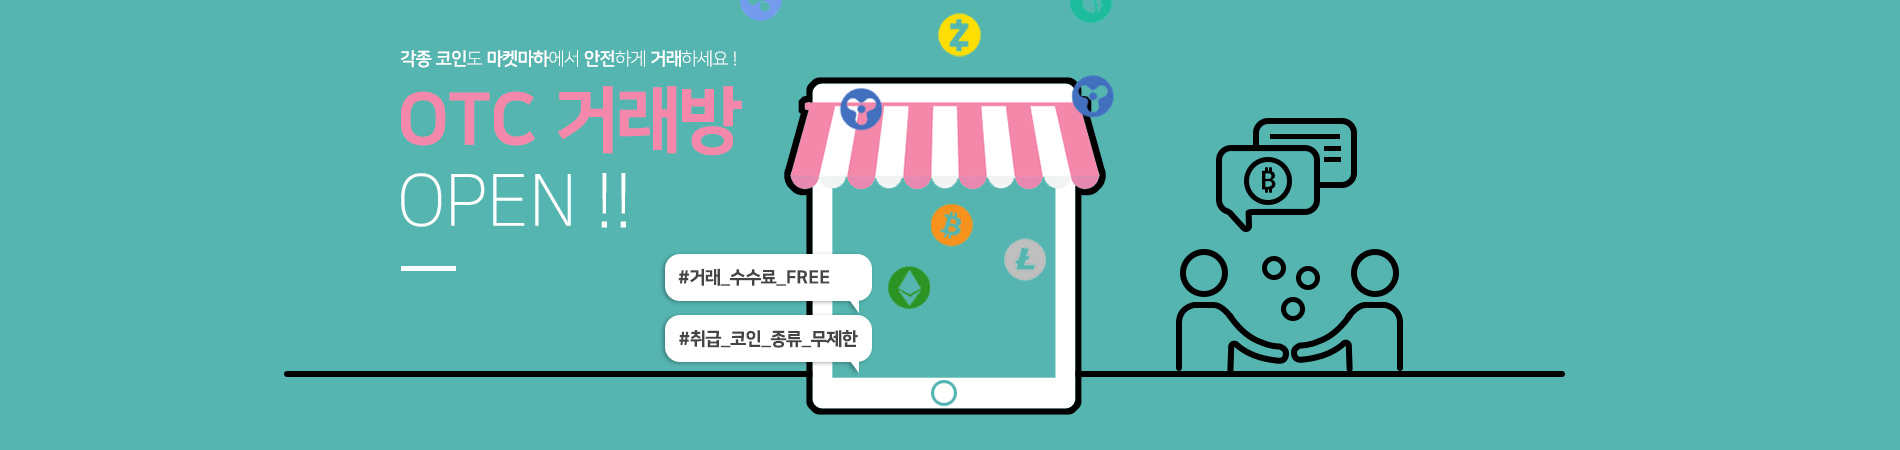 각종 코인도 마켓마하에서 안전하게 거래하세요 !
OTC 거래방
OPEN !!
#거래_수수료_FREE
#취급_코인_종류_무제한